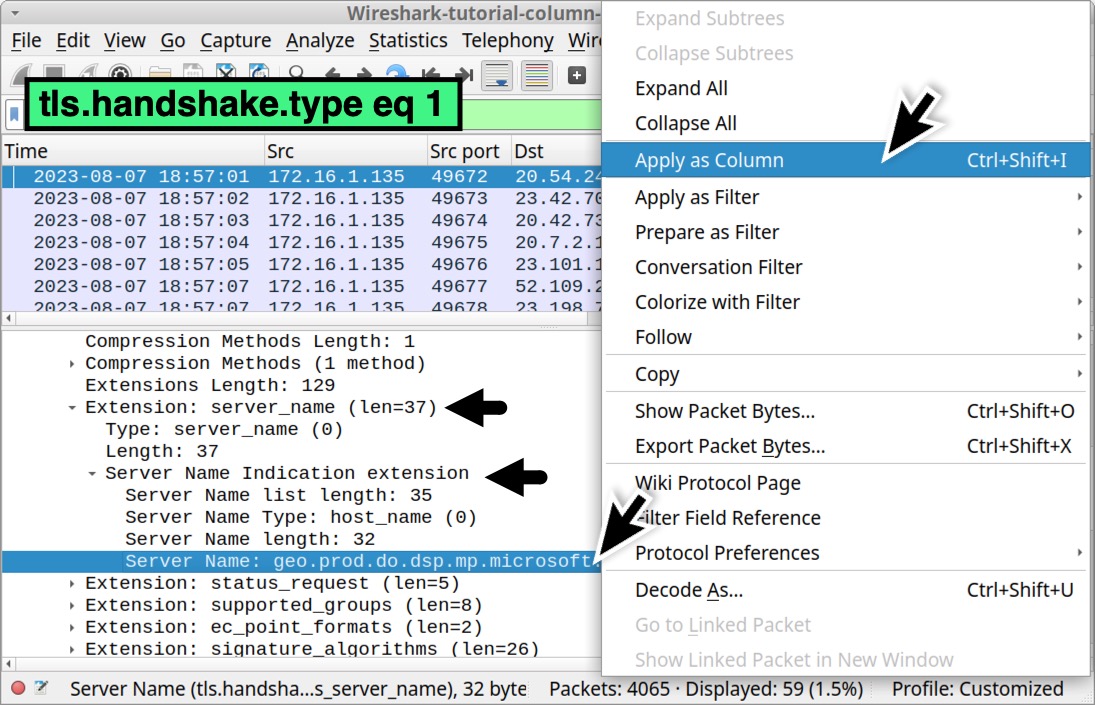 Wireshark-tutorial-column-
File Edit View Go Capture Analyze Statistics Telephony Wire
tls.handshake.type eq 1
Time Src Src port Dst
2023-08-07 18:57:01 172.16.1.135 49672 20.54.24
2023-08-07 18:57:02 172.16.1.135 49673 23.42.70
2023-08-07 18:57:03 172.16.1.135 49674 20.42.73
2023-08-07 18:57:04 172.16.1.135 49675 20.7.2.1
2023-08-07 18:57:05 172.16.1.135 49676 23.101.1
2023-08-07 18:57:07 172.16.1.135 49677 52.109.2
2023-08-07 18:57:07 172.16.1.135 49678 23.198.7
Compression Methods Length: 1
Compression Methods (1 method)
Extensions Length: 129
Extension: server_name (len=37)
Type: server_name (0)
Length: 37
Server Name Indication extension
Server Name list length: 35
Server Name Type: host_name (0)
Server Name length: 32
Server Name: geo.prod.do.dsp.mp.microsoft.
Extension: status_request (len=5)
Extension: supported_groups (len=8)
Extension: ec_point_formats (len=2)
Extension: signature_algorithms (len=26)
Expand Subtrees
Collapse Subtrees
Expand All
Collapse All
Apply as Column Ctrl+Shift+I
Apply as Filter
Prepare as Filter
Conversation Filter
Colorize with Filter
Follow
Copy
Show Packet Bytes... Ctrl+Shift+O
Export Packet Bytes... Ctrl+Shift+X
Wiki Protocol Page
Filter Field Reference
Protocol Preferences
Decode As... Ctrl+Shift+U
Go to Linked Packet
Show Linked Packet in New Window
Server Name (tls.handsha...s_server_name), 32 byte Packets: 4065 · Displayed: 59 (1.5%) Profile: Customized